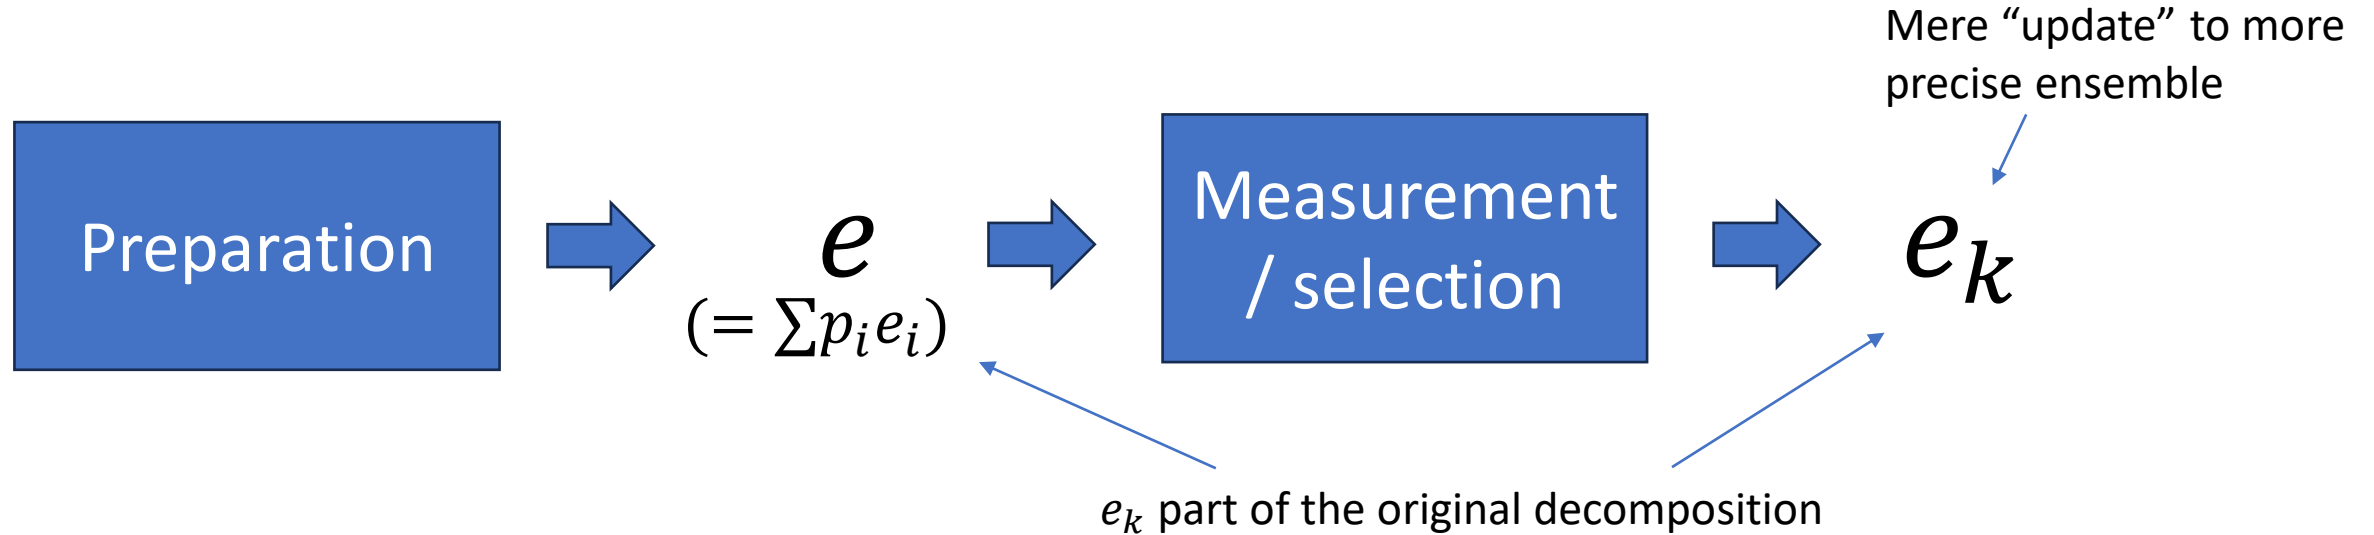 Mere “update” to more
precise ensemble
Preparation
e
(= ∑pᵢeᵢ)
Measurement
/ selection
eₖ
eₖ part of the original decomposition